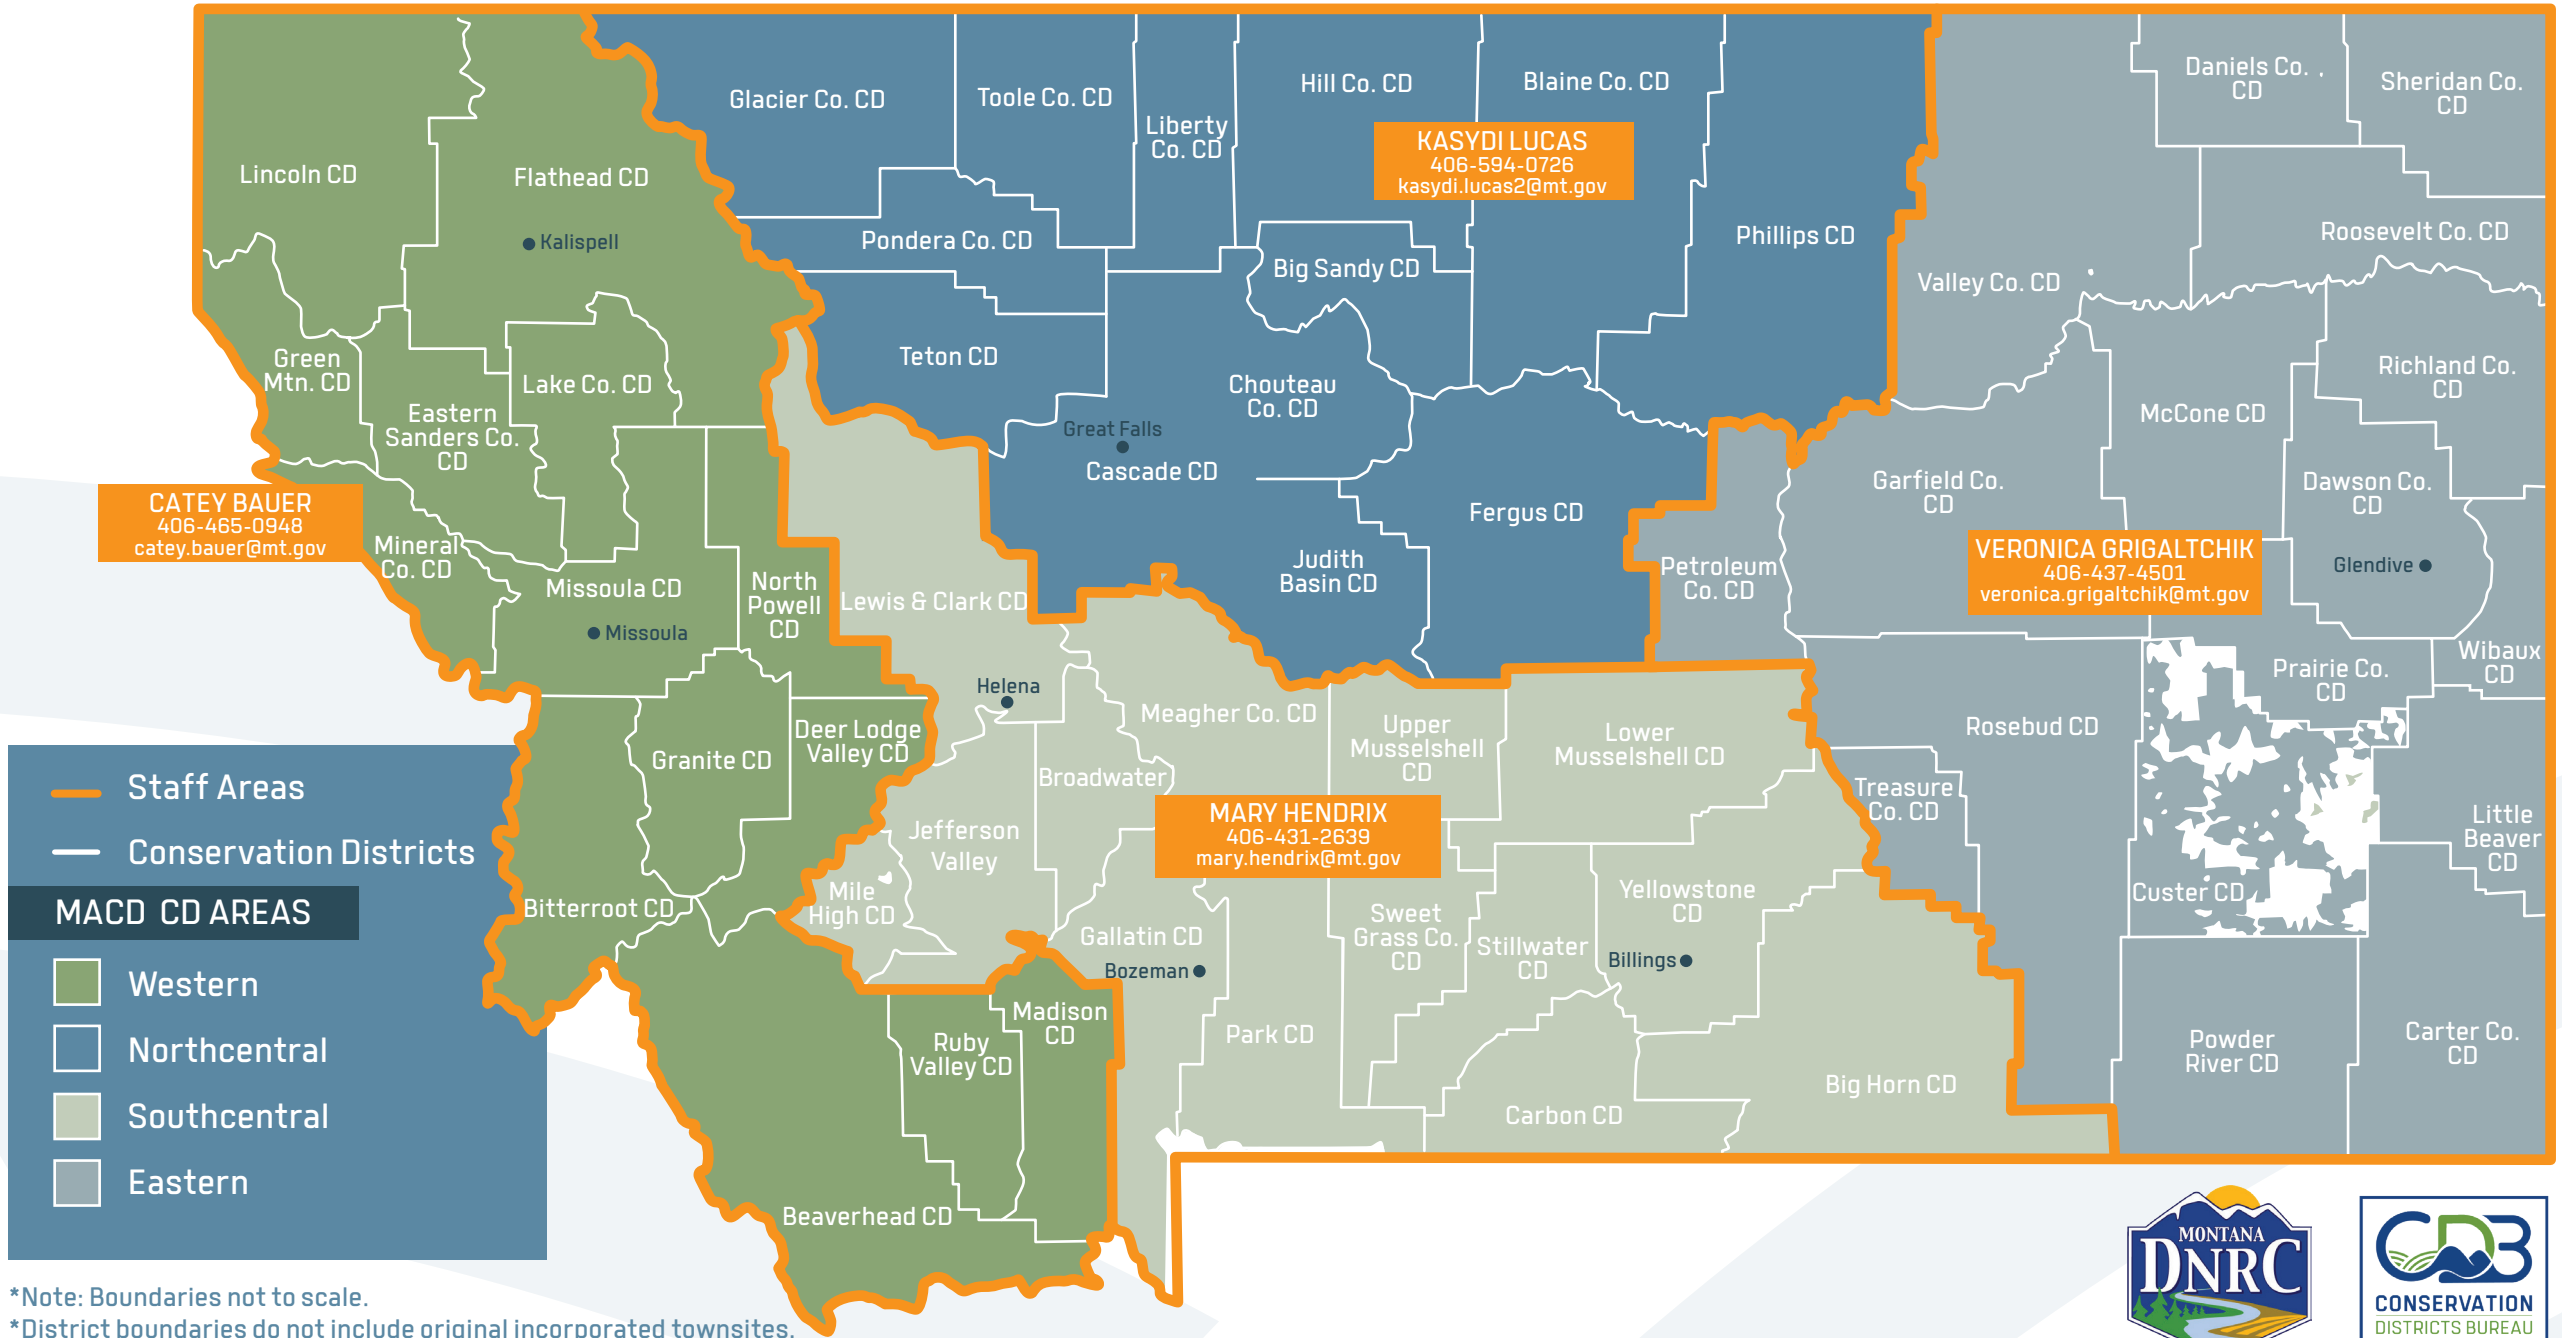 Lincoln CD
Flathead CD
Kalispell
Glacier Co. CD
Toole Co. CD
Liberty
Co. CD
Hill Co. CD
Blaine Co. CD
KASYDI LUCAS
406-594-0726
kasydi.lucas2@mt.gov
Phillips CD
Pondera Co. CD
Big Sandy CD
Teton CD
Chouteau
Co. CD
Great Falls
Cascade CD
Fergus CD
Judith
Basin CD
Daniels Co.
CD
Sheridan Co.
CD
Roosevelt Co. CD
Valley Co. CD
Richland Co.
CD
McCone CD
Garfield Co.
CD
Dawson Co.
CD
Glendive
VERONICA GRIGALTCHIK
406-437-4501
veronica.grigaltchik@mt.gov
Petroleum
Co. CD
Prairie Co.
CD
Wibaux
CD
Rosebud CD
Treasure
Co. CD
Little
Beaver
CD
Custer CD
Powder
River CD
Carter Co.
CD
Green
Mtn. CD
Lake Co. CD
Eastern
Sanders Co.
CD
CATEY BAUER
406-465-0948
catey.bauer@mt.gov
Mineral
Co. CD
Missoula CD
Missoula
North
Powell
CD
Lewis & Clark CD
Helena
Deer Lodge
Valley CD
Granite CD
Bitterroot CD
Meagher Co. CD
Broadwater
Upper
Musselshell
CD
Lower
Musselshell CD
MARY HENDRIX
406-431-2639
mary.hendrix@mt.gov
Jefferson
Valley
Mile
High CD
Gallatin CD
Bozeman
Sweet
Grass Co.
CD
Stillwater
CD
Yellowstone
CD
Billings
Park CD
Carbon CD
Big Horn CD
Madison
CD
Ruby
Valley CD
Beaverhead CD
Staff Areas
Conservation Districts
MACD CD AREAS
Western
Northcentral
Southcentral
Eastern
*Note: Boundaries not to scale.
*District boundaries do not include original incorporated townsites.
MONTANA
DNRC
CDB
CONSERVATION
DISTRICTS BUREAU